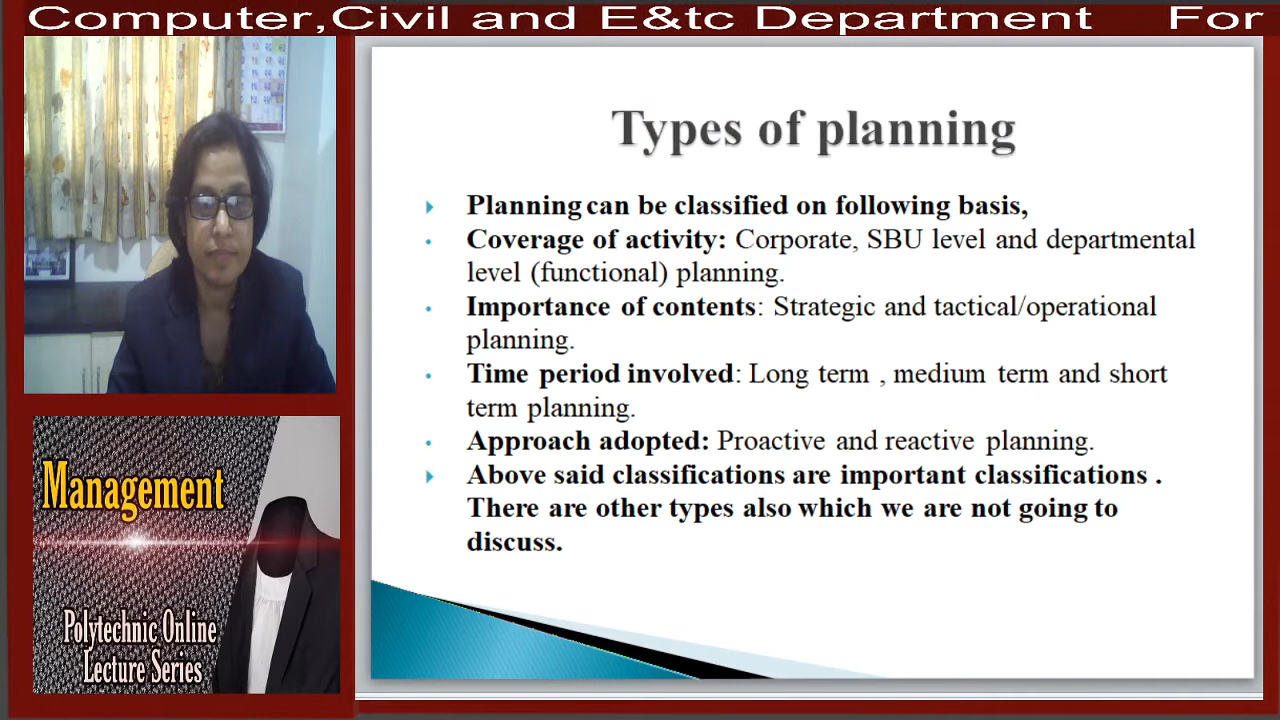 Computer,Civil and E&tc Department For
Types of planning
Planning can be classified on following basis,
Coverage of activity: Corporate, SBU level and departmental
level (functional) planning.
Importance of contents: Strategic and tactical/operational
planning.
Time period involved: Long term , medium term and short
term planning.
Approach adopted: Proactive and reactive planning.
Above said classifications are important classifications .
There are other types also which we are not going to
discuss.
Management
Polytechnic Online
Lecture Series